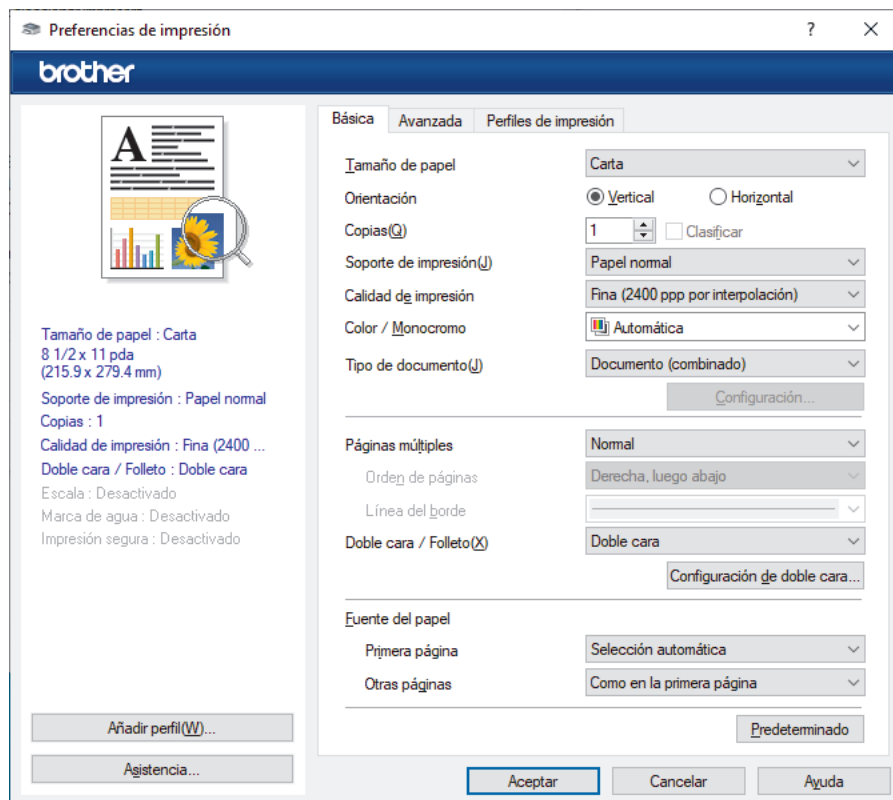 Preferencias de impresión
?
brother
A
Tamaño de papel : Carta
8 1/2 x 11 pda
(215.9 x 279.4 mm)
Soporte de impresión : Papel normal
Copias : 1
Calidad de impresión : Fina (2400 ...
Doble cara / Folleto : Doble cara
Escala : Desactivado
Marca de agua : Desactivado
Impresión segura : Desactivado
Añadir perfil(W)...
Asistencia...
Básica Avanzada Perfiles de impresión
Tamaño de papel Carta
Orientación Vertical Horizontal
Copias(Q) 1 Clasificar
Soporte de impresión(J) Papel normal
Calidad de impresión Fina (2400 ppp por interpolación)
Color / Monocromo Automática
Tipo de documento(J) Documento (combinado)
Configuración...
Páginas múltiples Normal
Orden de páginas Derecha, luego abajo
Línea del borde
Doble cara / Folleto(X) Doble cara
Configuración de doble cara...
Fuente del papel
Primera página Selección automática
Otras páginas Como en la primera página
Predeterminado
Aceptar Cancelar Ayuda